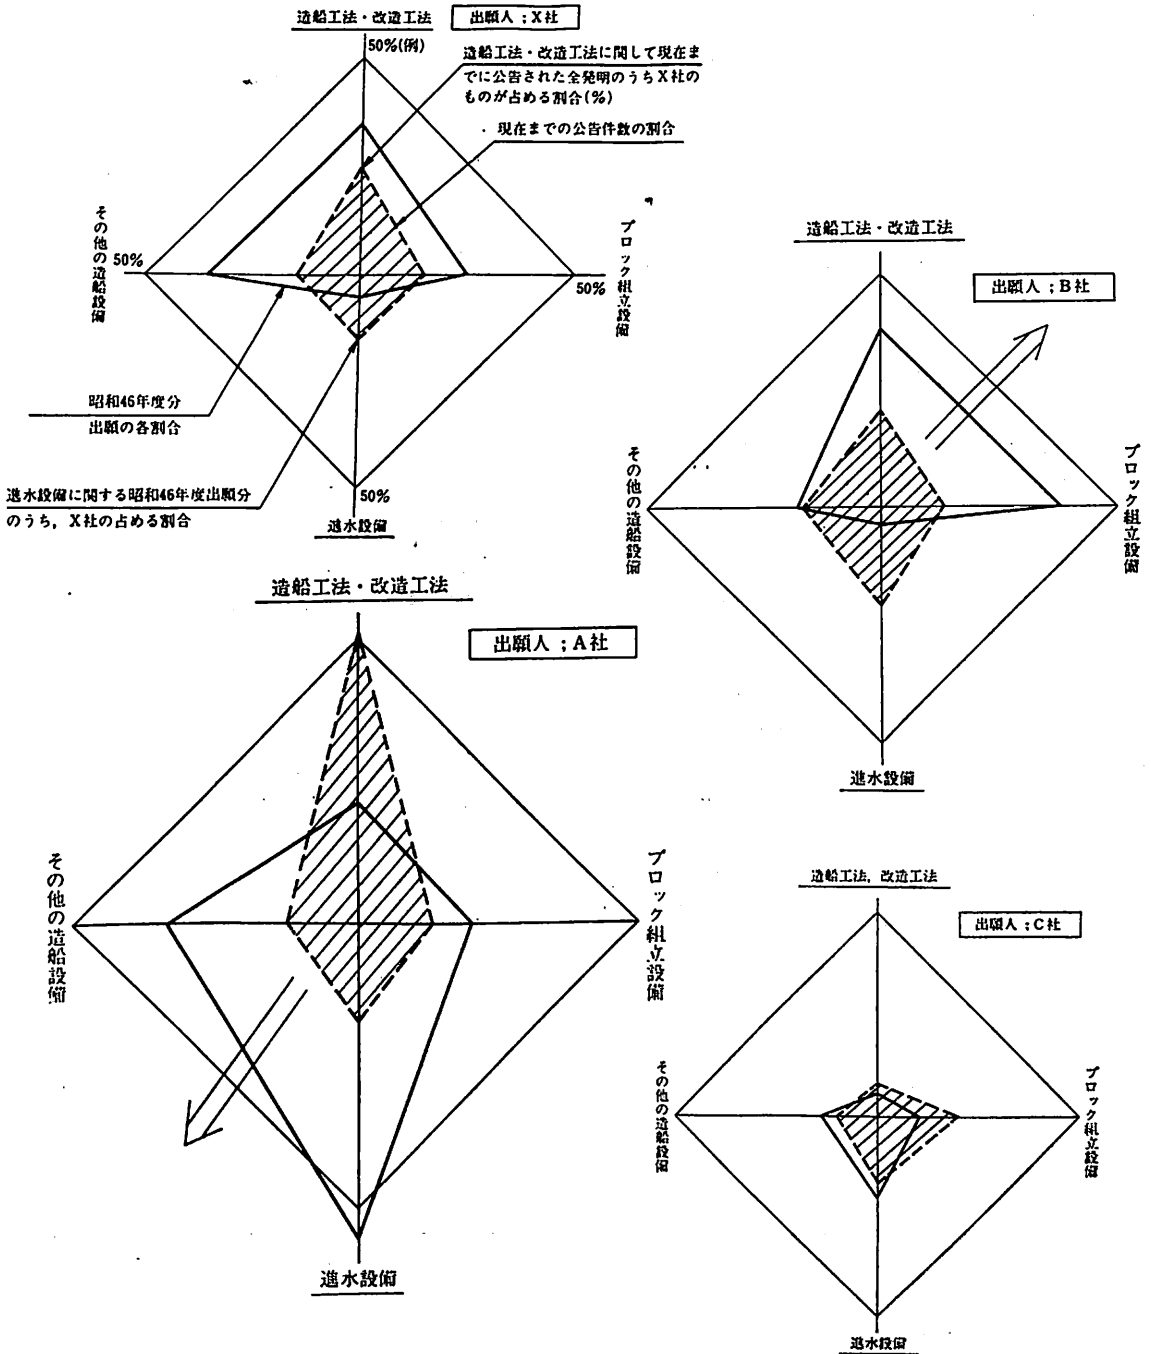 造船工法・改造工法
出願人；X社
50%(例)
造船工法・改造工法に関して現在ま
でに公告された全発明のうちX社の
ものが占める割合(%)
現在までの公告件数の割合
その他の造船設備
50%
ブロック組立設備
50%
昭和46年度分
出願の各割合
進水設備に関する昭和46年度出願分
のうち，X社の占める割合
50%
進水設備
造船工法・改造工法
出願人；B社
その他の造船設備
ブロック組立設備
進水設備
造船工法・改造工法
出願人；A社
その他の造船設備
ブロック組立設備
進水設備
造船工法，改造工法
出願人；C社
その他の造船設備
ブロック組立設備
進水設備